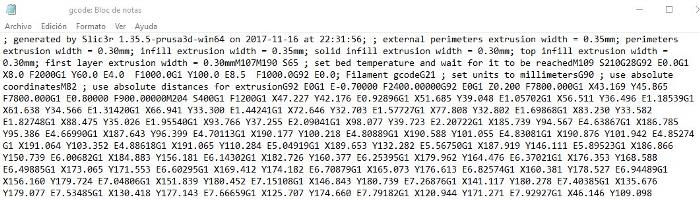 gcode: Bloc de notas
Archivo Edición Formato Ver Ayuda
; generated by Slic3r 1.35.5-prusa3d-win64 on 2017-11-16 at 22:31:56; ; external perimeters extrusion width = 0.35mm; perimeters
extrusion width = 0.30mm; infill extrusion width = 0.35mm; solid infill extrusion width = 0.30mm; top infill extrusion width =
0.30mm; first layer extrusion width = 0.30mmM107M190 S65 ; set bed temperature and wait for it to be reachedM109 S210G28G92 E0.0G1
X8.0 F2000G1 Y60.0 E4.0 F1000.0G1 Y100.0 E8.5 F1000.0G92 E0.0; Filament gcodeG21 ; set units to millimetersG90 ; use absolute
coordinatesM82 ; use absolute distances for extrusionG92 E0G1 E-0.70000 F2400.00000G92 E0G1 Z0.200 F7800.000G1 X43.169 Y45.865
F7800.000G1 E0.80000 F900.00000M204 S400G1 F1200G1 X47.227 Y42.176 E0.92896G1 X51.685 Y39.048 E1.05702G1 X56.511 Y36.496 E1.18539G1
X61.638 Y34.566 E1.31420G1 X66.941 Y33.300 E1.44241G1 X72.646 Y32.703 E1.57727G1 X77.808 Y32.802 E1.69868G1 X83.230 Y33.582
E1.82748G1 X88.475 Y35.026 E1.95540G1 X93.766 Y37.255 E2.09041G1 X98.077 Y39.723 E2.20722G1 X185.739 Y94.567 E4.63867G1 X186.785
Y95.386 E4.66990G1 X187.643 Y96.399 E4.70113G1 X190.177 Y100.218 E4.80889G1 X190.588 Y101.055 E4.83081G1 X190.876 Y101.942 E4.85274
G1 X191.064 Y103.352 E4.88618G1 X191.065 Y110.284 E5.04919G1 X189.653 Y132.282 E5.56750G1 X187.919 Y146.111 E5.89523G1 X186.866
Y150.739 E6.00682G1 X184.883 Y156.181 E6.14302G1 X182.726 Y160.377 E6.25395G1 X179.962 Y164.476 E6.37021G1 X176.353 Y168.588
E6.49885G1 X173.065 Y171.553 E6.60295G1 X169.412 Y174.182 E6.70879G1 X165.073 Y176.613 E6.82574G1 X160.381 Y178.527 E6.94489G1
X156.160 Y179.724 E7.04806G1 X151.839 Y180.452 E7.15108G1 X146.843 Y180.739 E7.26876G1 X141.117 Y180.278 E7.40385G1 X135.676
Y179.077 E7.53485G1 X130.418 Y177.143 E7.66659G1 X125.707 Y174.660 E7.79182G1 X120.944 Y171.271 E7.92927G1 X46.146 Y109.098